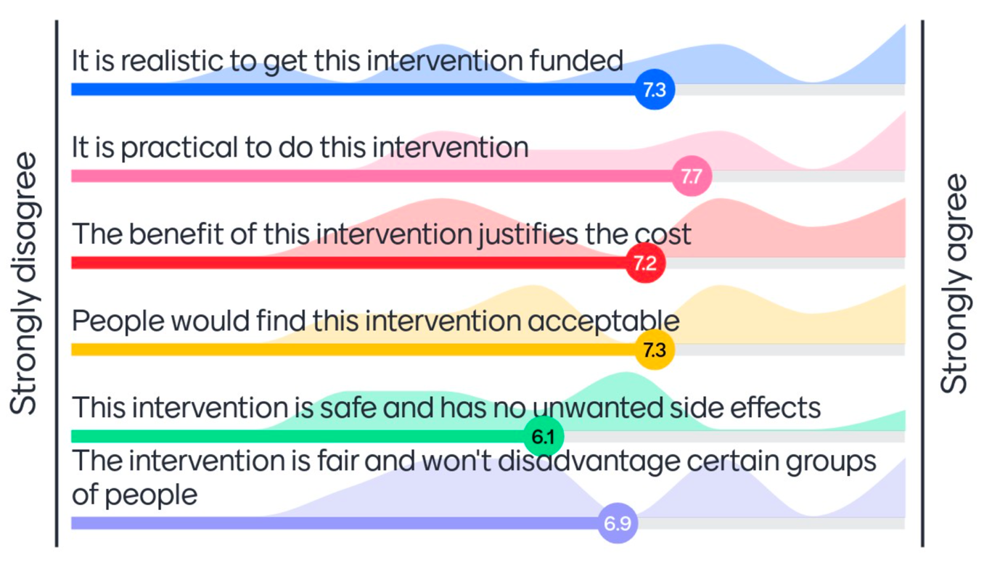 Strongly disagree
It is realistic to get this intervention funded
7.3
It is practical to do this intervention
7.7
The benefit of this intervention justifies the cost
7.2
People would find this intervention acceptable
7.3
This intervention is safe and has no unwanted side effects
6.1
The intervention is fair and won't disadvantage certain groups
of people
6.9
Strongly agree